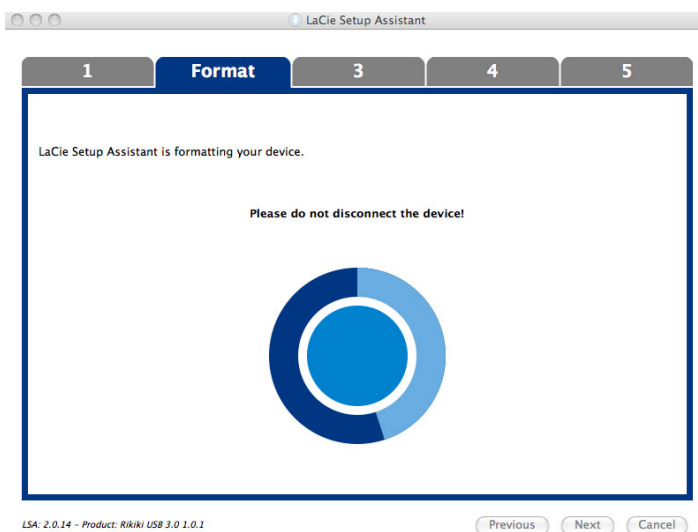 LaCie Setup Assistant
1 Format 3 4 5
LaCie Setup Assistant is formatting your device.
Please do not disconnect the device!
LSA: 2.0.14 - Product: Rikiki USB 3.0 1.0.1
Previous Next Cancel